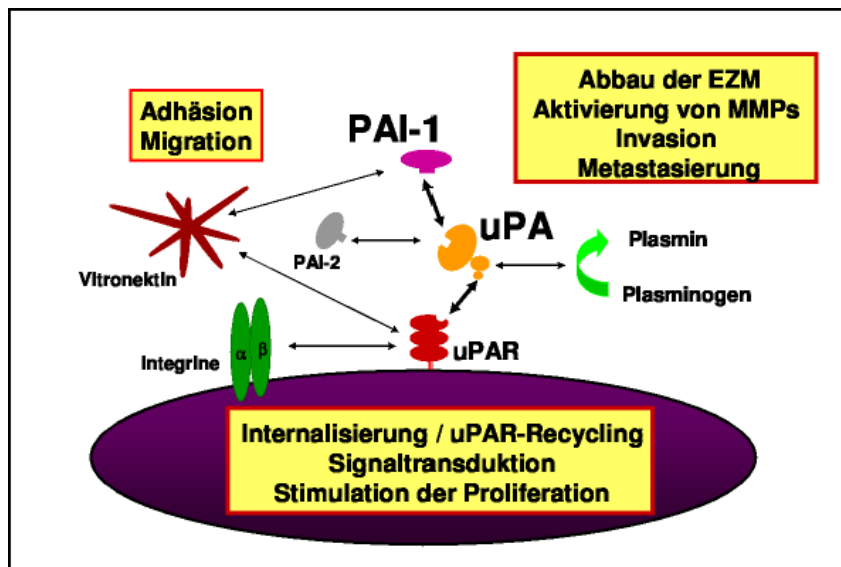 Adhäsion
Migration
Abbau der EZM
Aktivierung von MMPs
Invasion
Metastasierung
PAI-1
uPA
PAI-2
Plasmin
Plasminogen
Vitronektin
Integrine
α β
uPAR
Internalisierung / uPAR-Recycling
Signaltransduktion
Stimulation der Proliferation